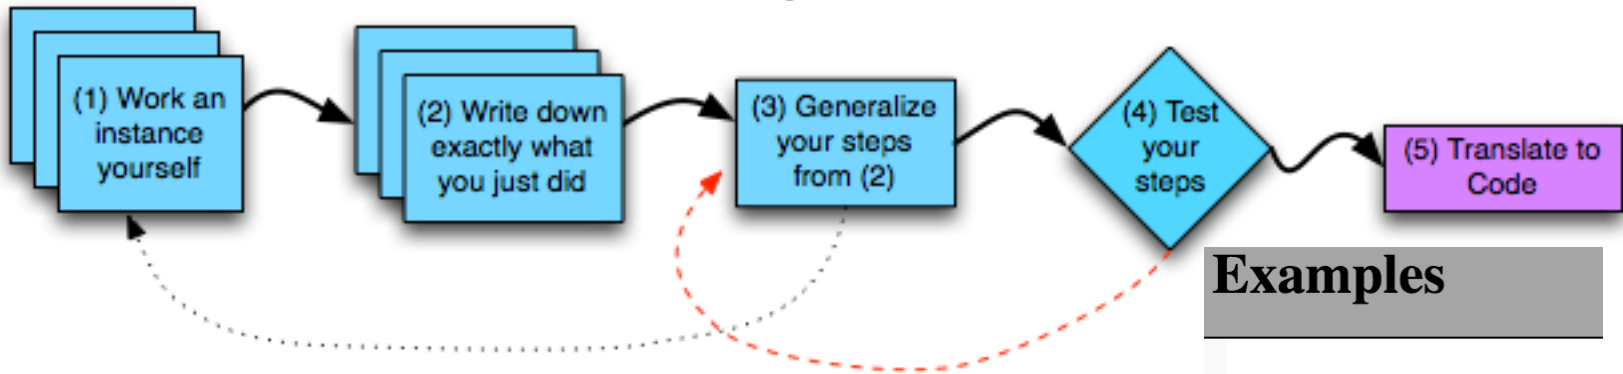 (1) Work an
instance
yourself
(2) Write down
exactly what
you just did
(3) Generalize
your steps
from (2)
(4) Test
your
steps
(5) Translate to
Code
Examples